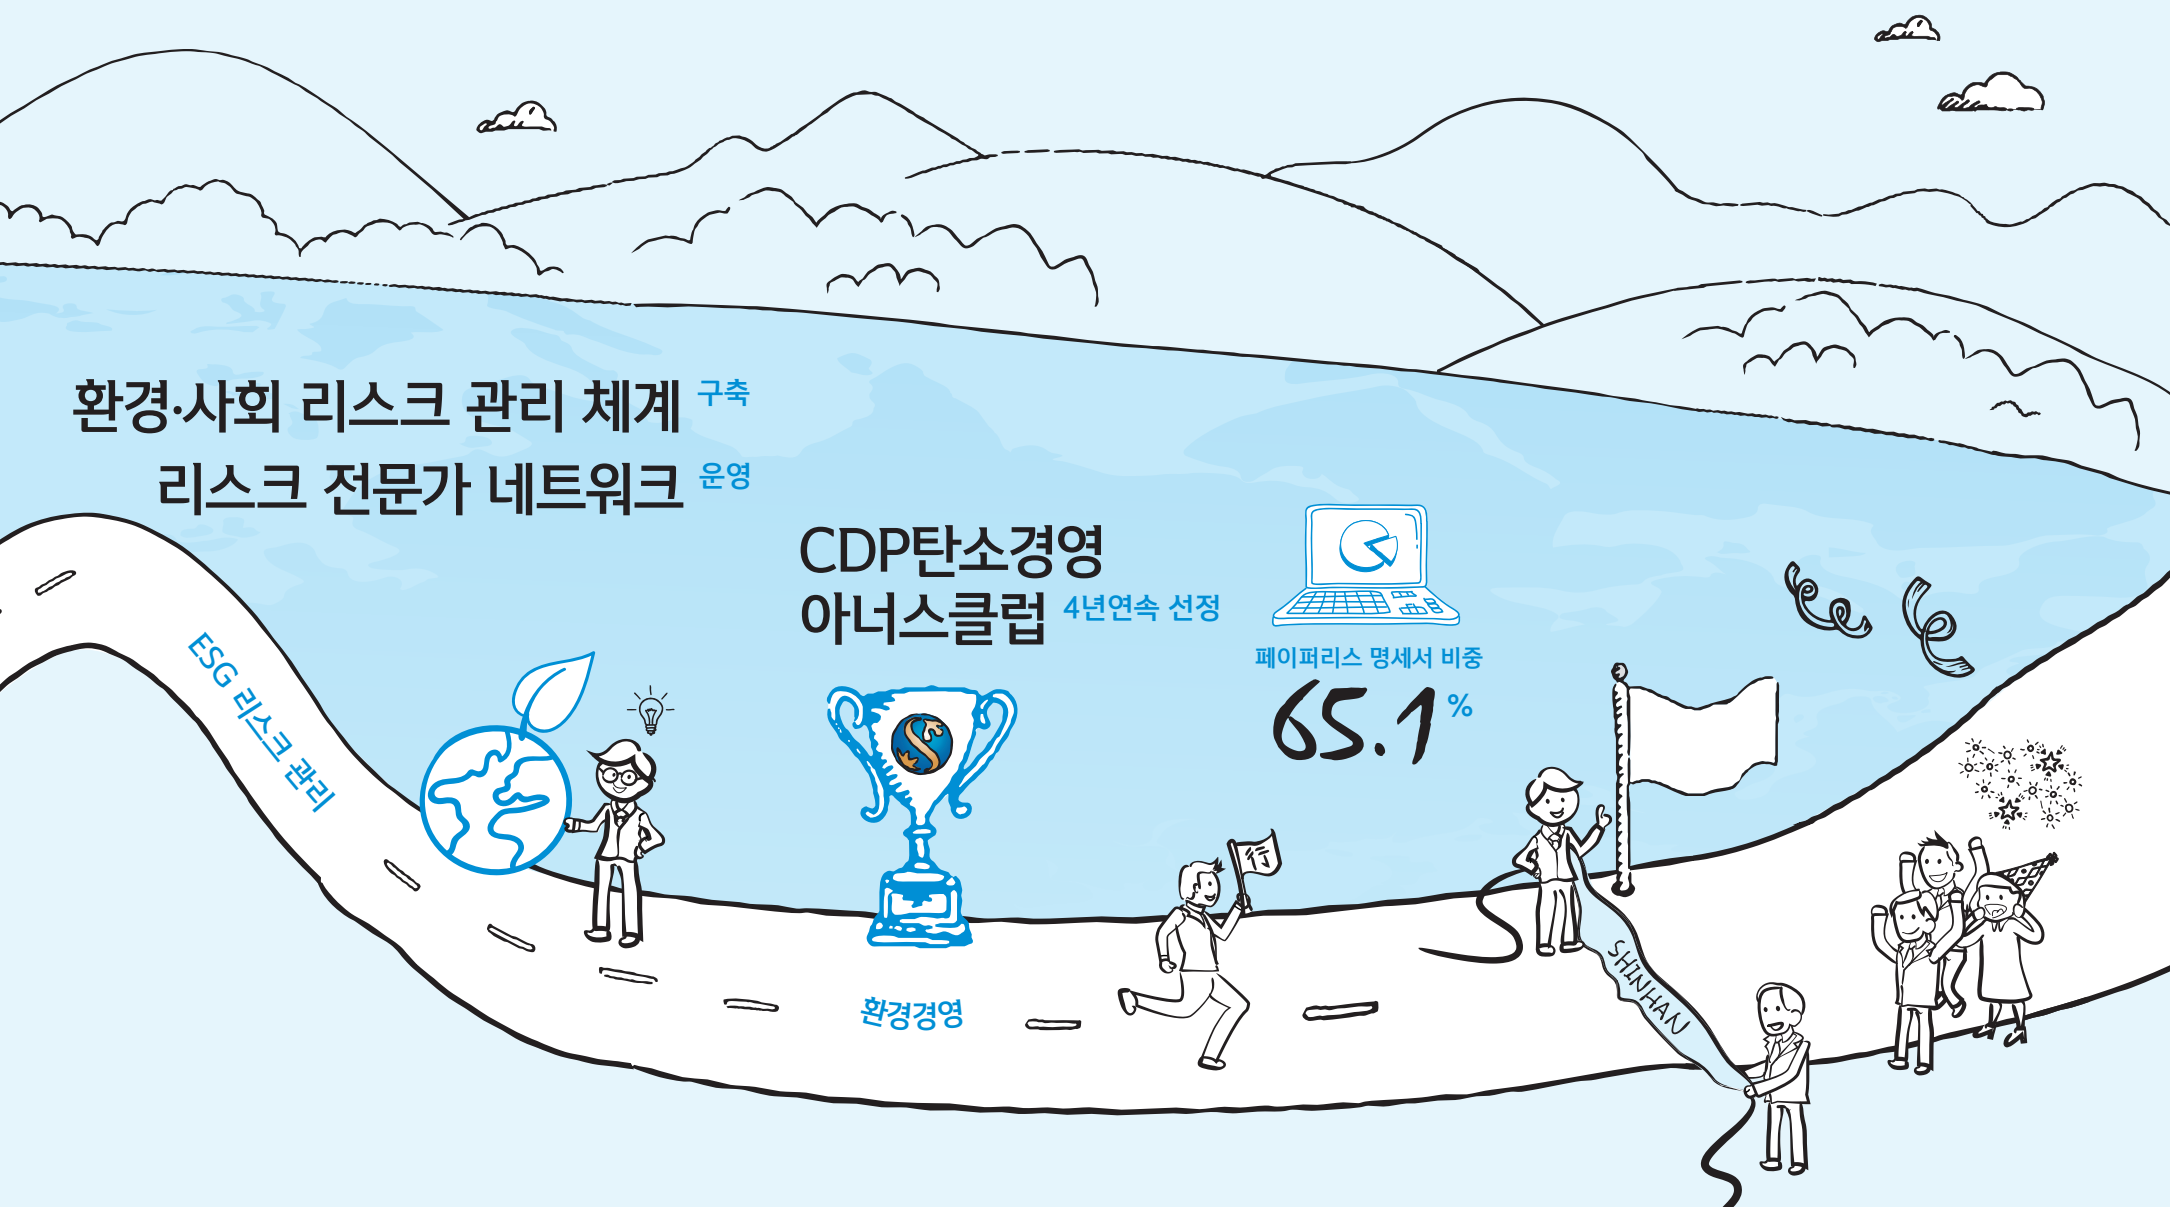 환경·사회 리스크 관리 체계 구축
리스크 전문가 네트워크 운영
ESG 리스크 관리
CDP탄소경영
아너스클럽 4년연속 선정
페이퍼리스 명세서 비중
65.1%
환경경영
行
SHINHAN